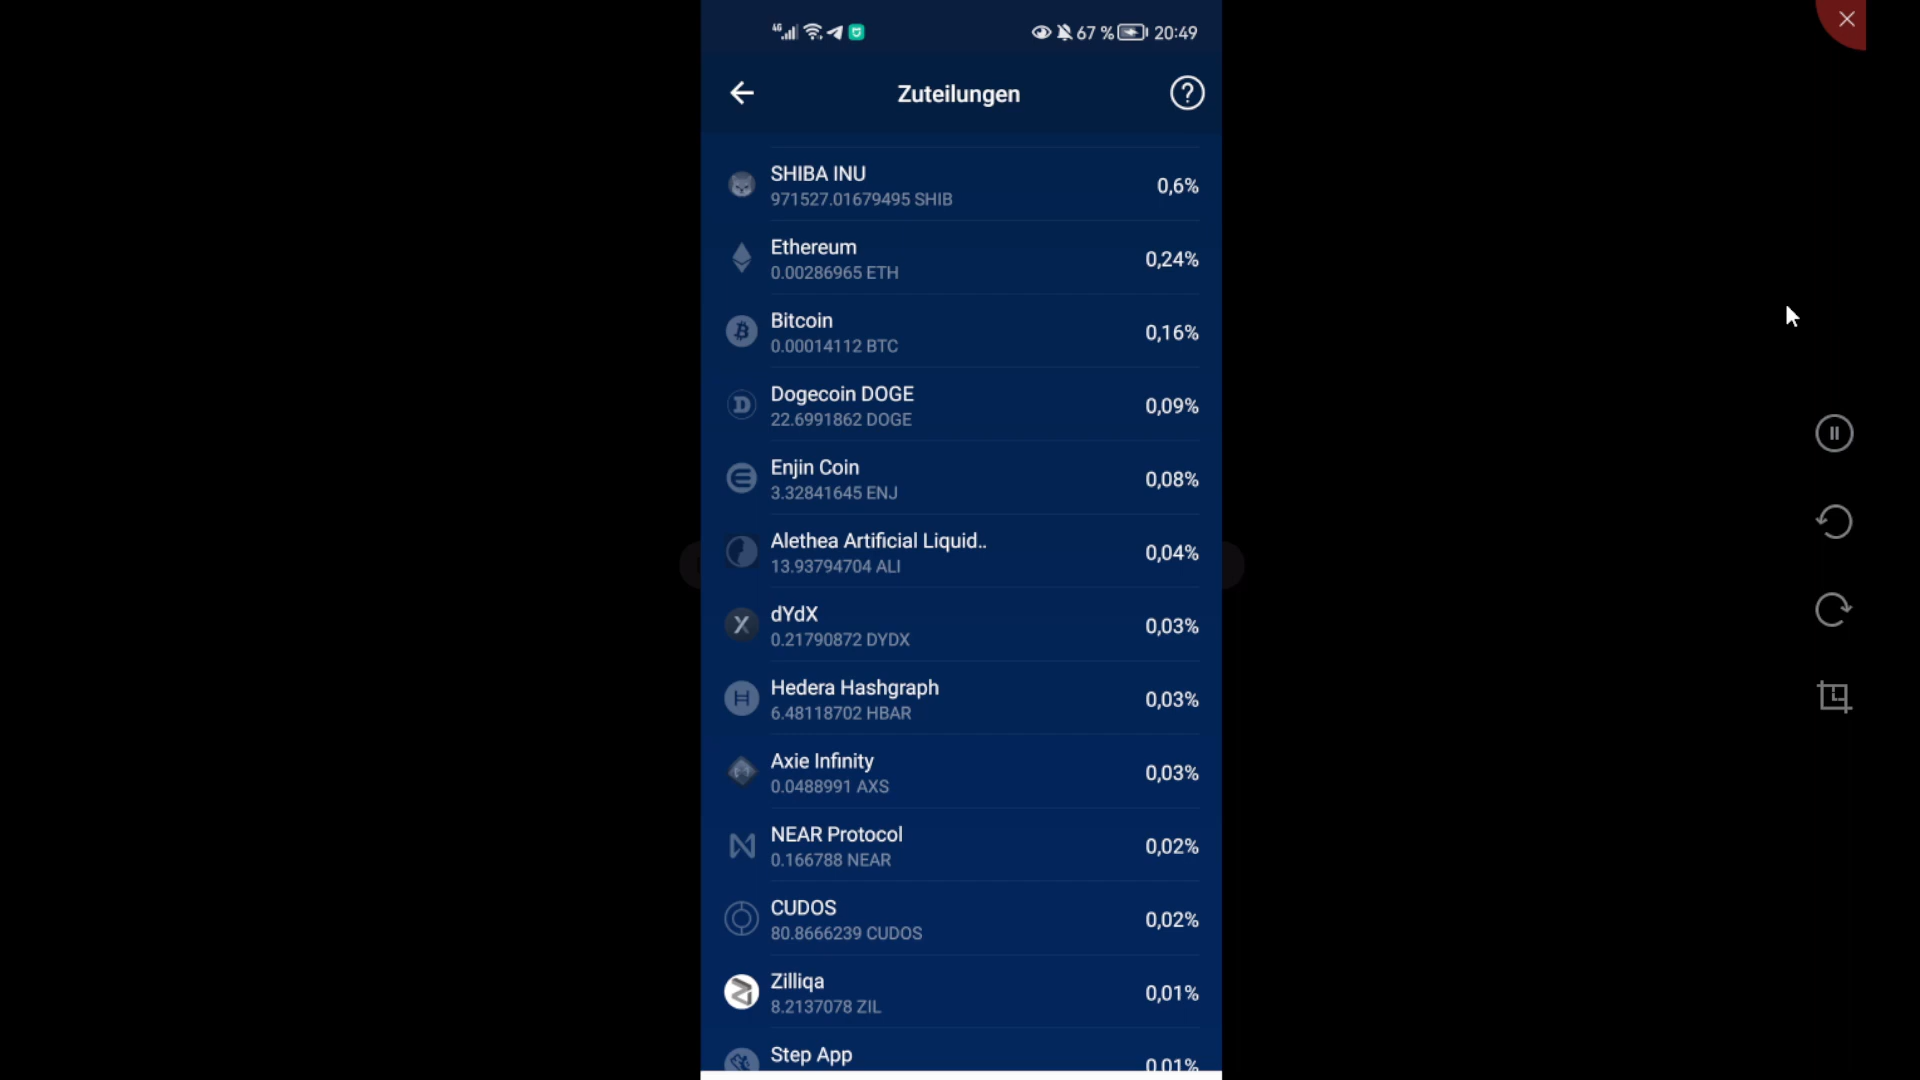 4G
67 %
20:49
Zuteilungen
SHIBA INU
971527.01679495 SHIB
0,6%
Ethereum
0.00286965 ETH
0,24%
Bitcoin
0.00014112 BTC
0,16%
Dogecoin DOGE
22.6991862 DOGE
0,09%
Enjin Coin
3.32841645 ENJ
0,08%
Alethea Artificial Liquid..
13.93794704 ALI
0,04%
dYdX
0.21790872 DYDX
0,03%
Hedera Hashgraph
6.48118702 HBAR
0,03%
Axie Infinity
0.0488991 AXS
0,03%
NEAR Protocol
0.166788 NEAR
0,02%
CUDOS
80.8666239 CUDOS
0,02%
Zilliqa
8.2137078 ZIL
0,01%
Step App
0,01%